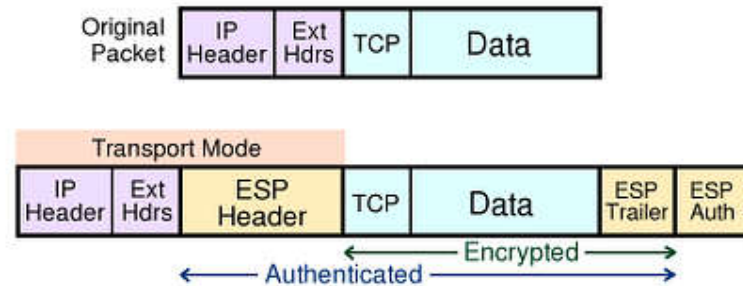 Original Packet
IP Header
Ext Hdrs
TCP
Data
Transport Mode
IP Header
Ext Hdrs
ESP Header
TCP
Data
ESP Trailer
ESP Auth
Encrypted
Authenticated